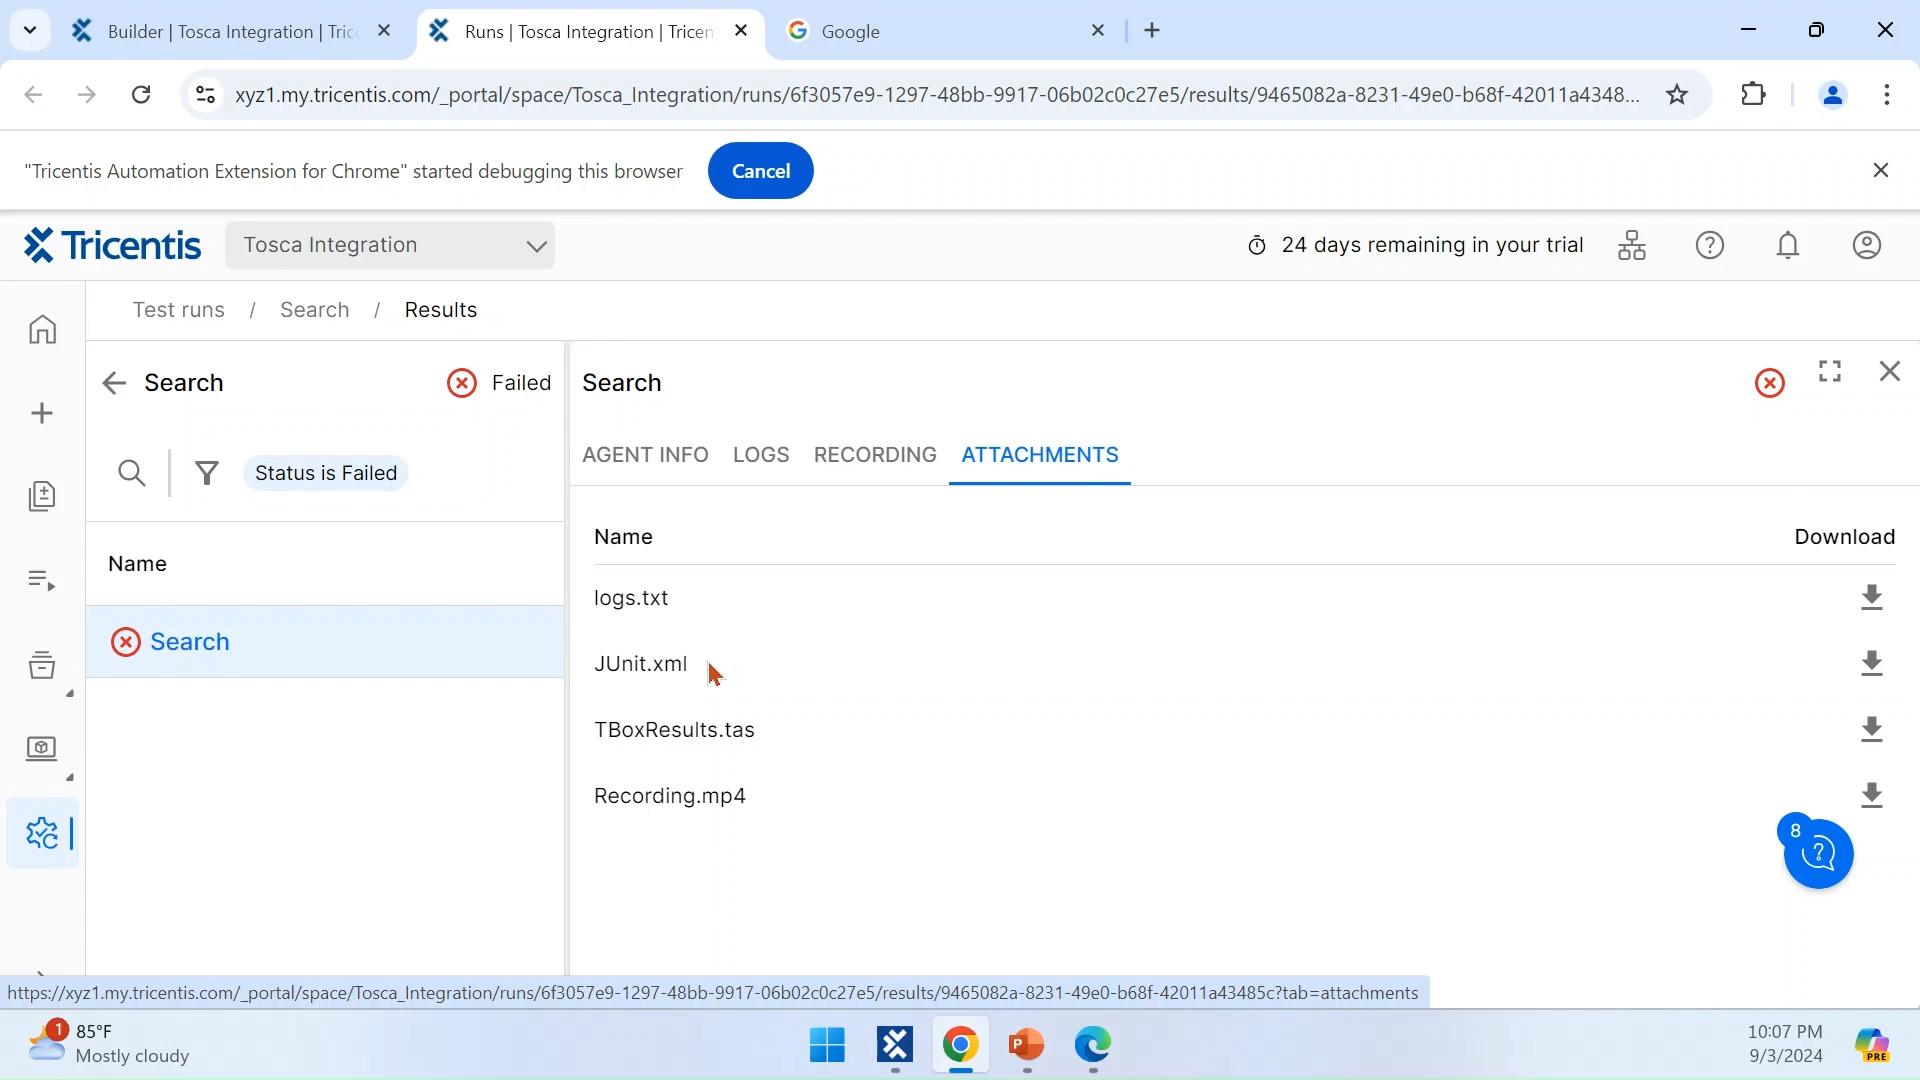 Builder | Tosca Integration | Tric
Runs | Tosca Integration | Tricen
Google
xyz1.my.tricentis.com/_portal/space/Tosca_Integration/runs/6f3057e9-1297-48bb-9917-06b02c0c27e5/results/9465082a-8231-49e0-b68f-42011a4348...
"Tricentis Automation Extension for Chrome" started debugging this browser
Cancel
Tricentis
Tosca Integration
24 days remaining in your trial
Test runs / Search / Results
Search
Failed
Search
AGENT INFO
LOGS
RECORDING
ATTACHMENTS
Status is Failed
Name
Download
Name
logs.txt
Search
JUnit.xml
TBoxResults.tas
Recording.mp4
8
https://xyz1.my.tricentis.com/_portal/space/Tosca_Integration/runs/6f3057e9-1297-48bb-9917-06b02c0c27e5/results/9465082a-8231-49e0-b68f-42011a43485c?tab=attachments
1
85°F
Mostly cloudy
P
10:07 PM
9/3/2024
PRE